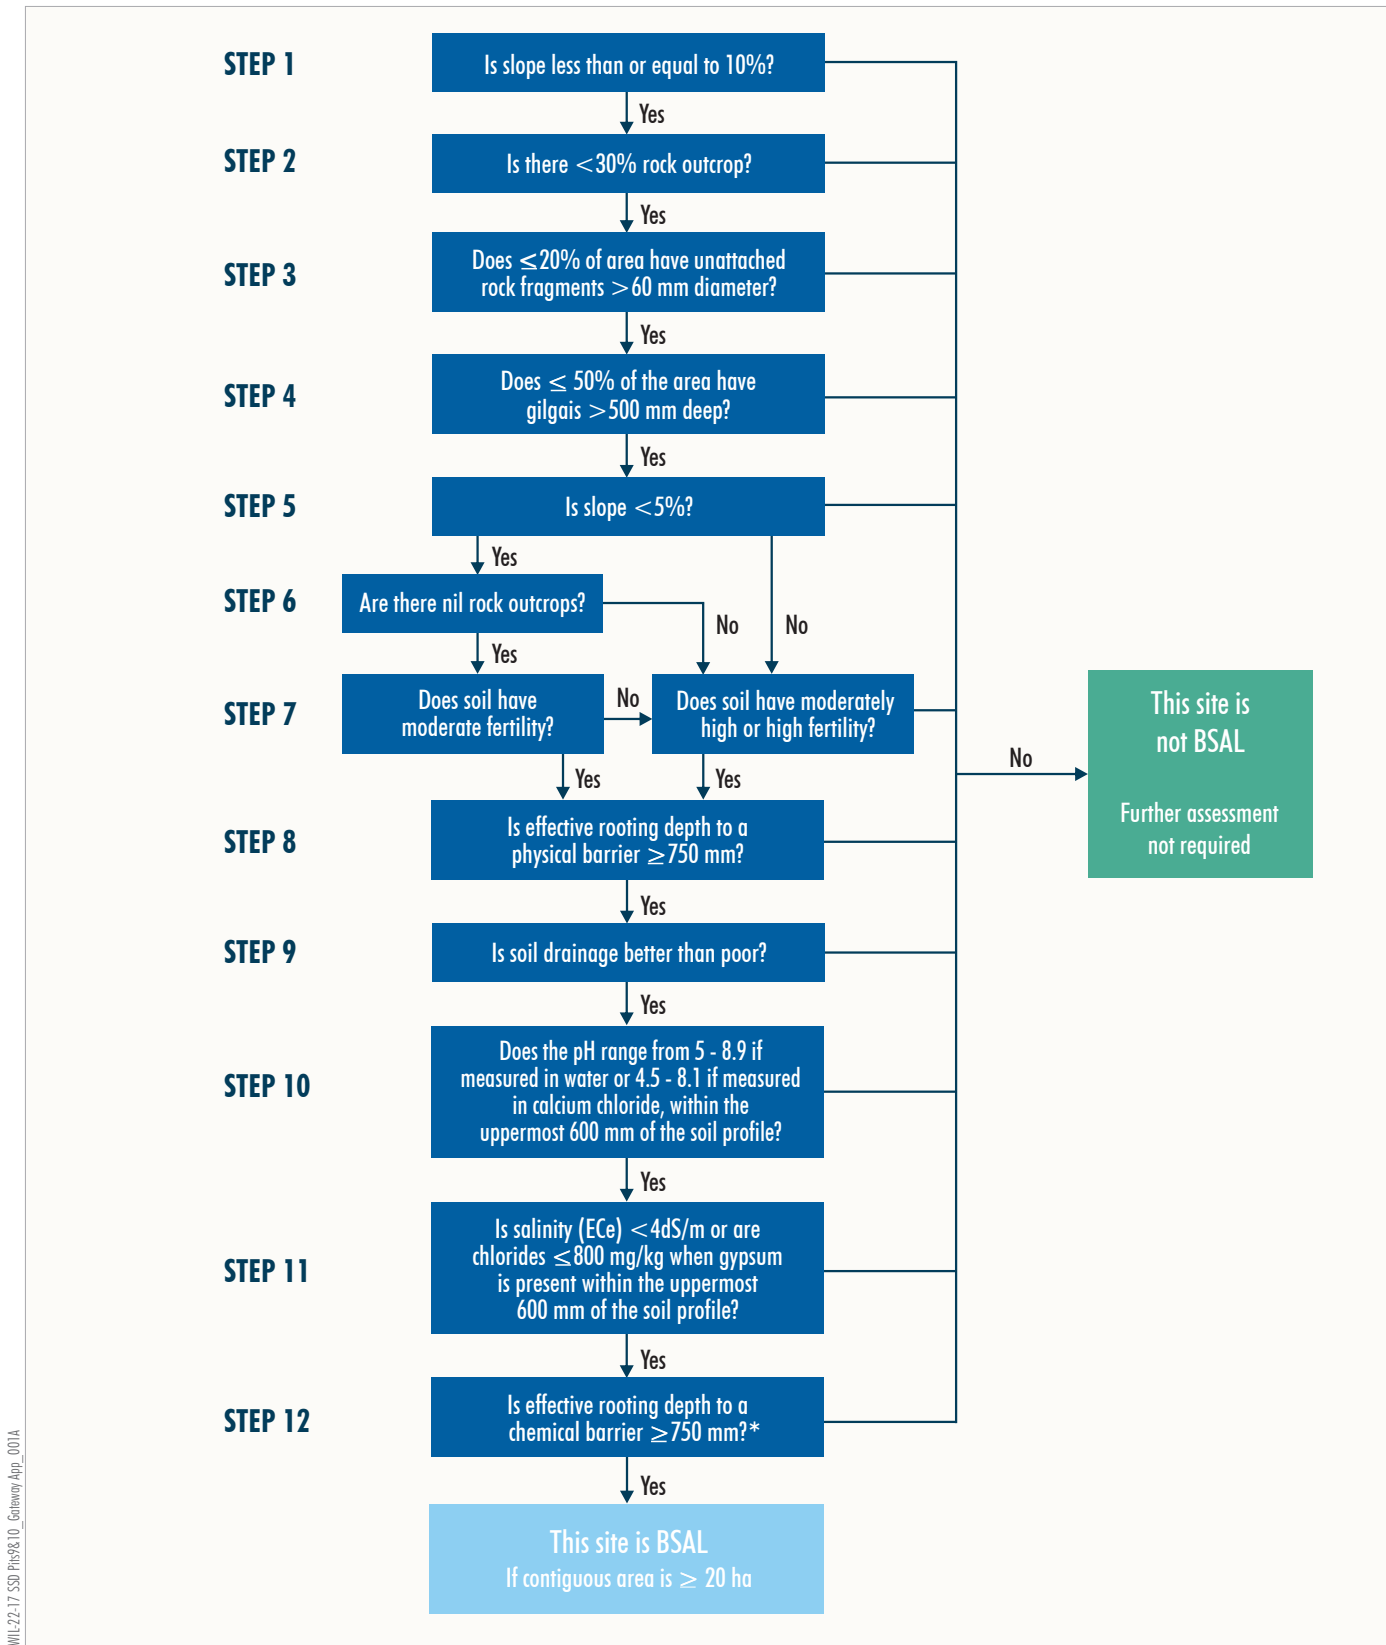 STEP 1
Is slope less than or equal to 10%?
Yes
STEP 2
Is there <30% rock outcrop?
Yes
STEP 3
Does ≤20% of area have unattached
rock fragments >60 mm diameter?
Yes
STEP 4
Does ≤ 50% of the area have
gilgais >500 mm deep?
Yes
STEP 5
Is slope <5%?
Yes
STEP 6
Are there nil rock outcrops?
No
No
Yes
STEP 7
Does soil have
moderate fertility?
No
Does soil have moderately
high or high fertility?
Yes
Yes
This site is
not BSAL
Further assessment
not required
No
STEP 8
Is effective rooting depth to a
physical barrier ≥750 mm?
Yes
STEP 9
Is soil drainage better than poor?
Yes
STEP 10
Does the pH range from 5 - 8.9 if
measured in water or 4.5 - 8.1 if measured
in calcium chloride, within the
uppermost 600 mm of the soil profile?
Yes
STEP 11
Is salinity (ECe) <4dS/m or are
chlorides ≤800 mg/kg when gypsum
is present within the uppermost
600 mm of the soil profile?
Yes
STEP 12
Is effective rooting depth to a
chemical barrier ≥750 mm?*
Yes
This site is BSAL
If contiguous area is ≥ 20 ha
WIL-22-17 SSD Pits9&10_Gateway App_001A